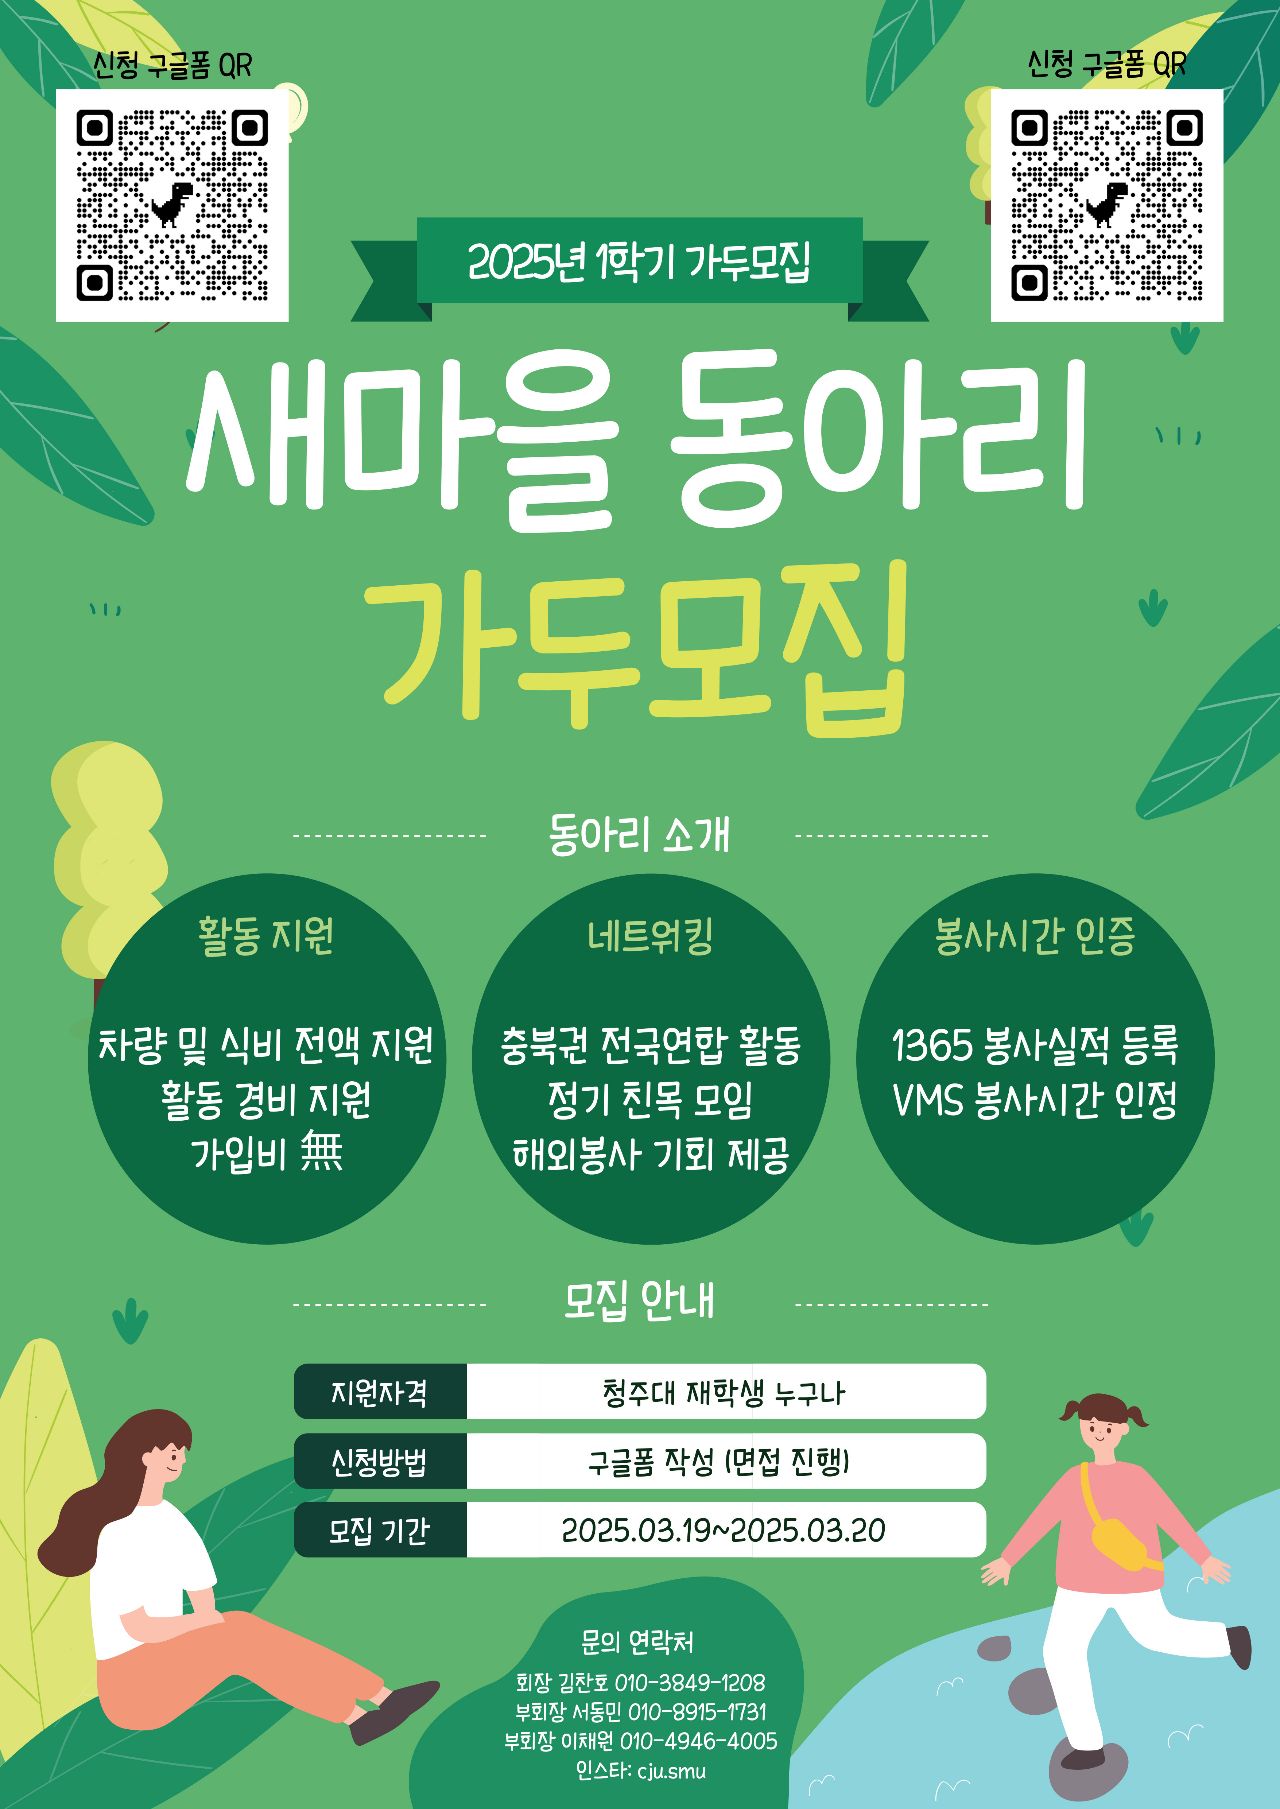 신청 구글폼 QR
신청 구글폼 QR
2025년 1학기 가두모집
새마을 동아리
가두모집
동아리 소개
활동 지원
차량 및 식비 전액 지원
활동 경비 지원
가입비 無
네트워킹
충북권 전국연합 활동
정기 친목 모임
해외봉사 기회 제공
봉사시간 인증
1365 봉사실적 등록
VMS 봉사시간 인정
모집 안내
지원자격
청주대 재학생 누구나
신청방법
구글폼 작성 (면접 진행)
모집 기간
2025.03.19~2025.03.20
문의 연락처
회장 김찬호 010-3849-1208
부회장 서동민 010-8915-1731
부회장 이채원 010-4946-4005
인스타: cju.smu